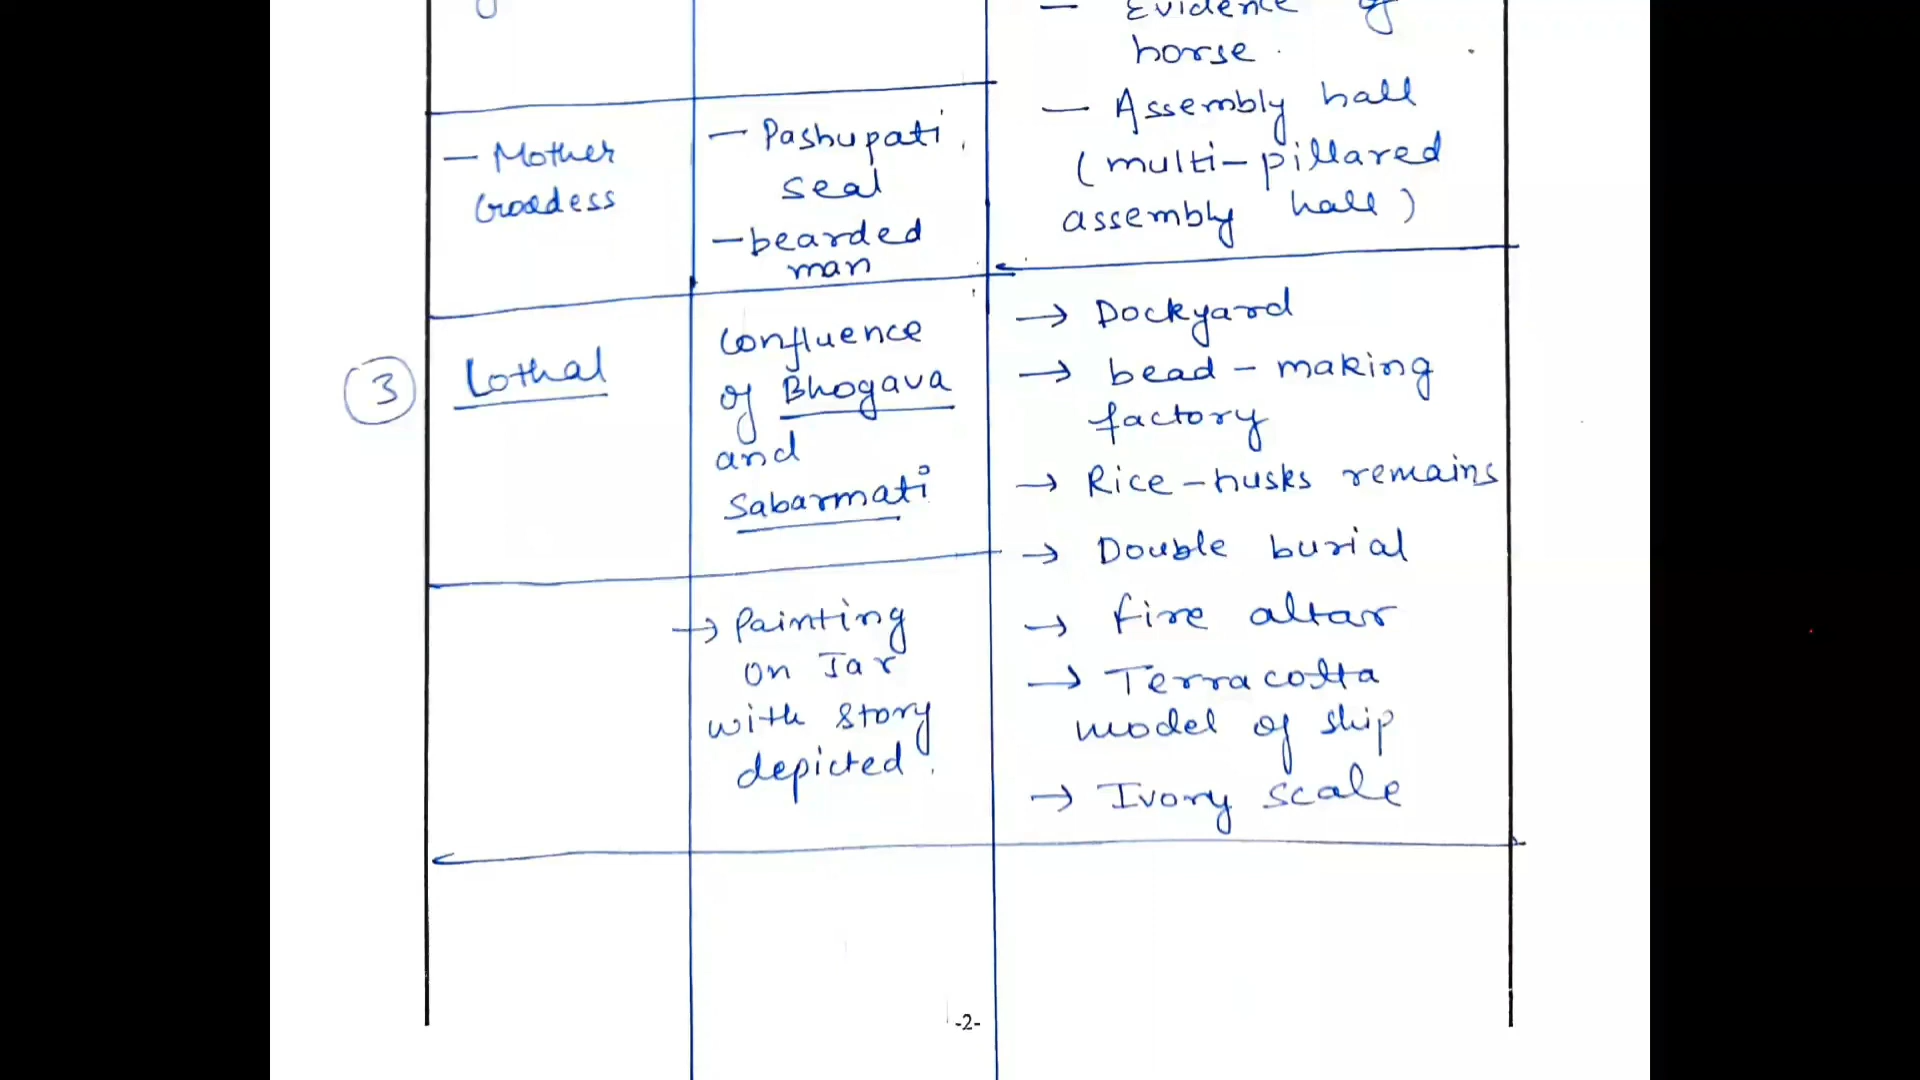 Evidence of
horse.
— Assembly hall
(multi-pillared
assembly hall)
— Mother
Goddess
— Pashupati
seal
— bearded
man
3 Lothal
Confluence
of Bhogava
and
Sabarmati
→ Dockyard
→ bead-making
factory
→ Rice-husks remains
→ Double burial
→ Fire altar
→ Terracotta
model of ship
→ Ivory scale
→ Painting
on Jar
with story
depicted.
-2-